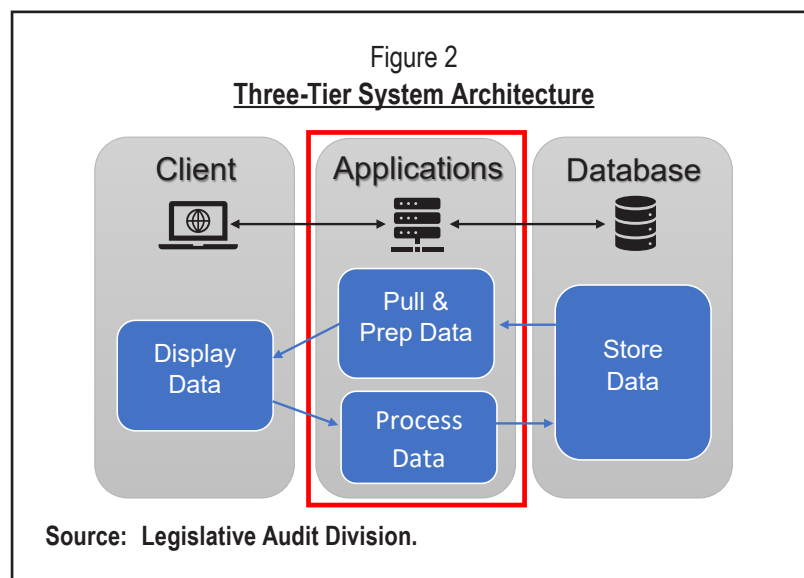 Figure 2
Three-Tier System Architecture
Client
Applications
Database
Pull &
Prep Data
Display
Data
Store
Data
Process
Data
Source: Legislative Audit Division.